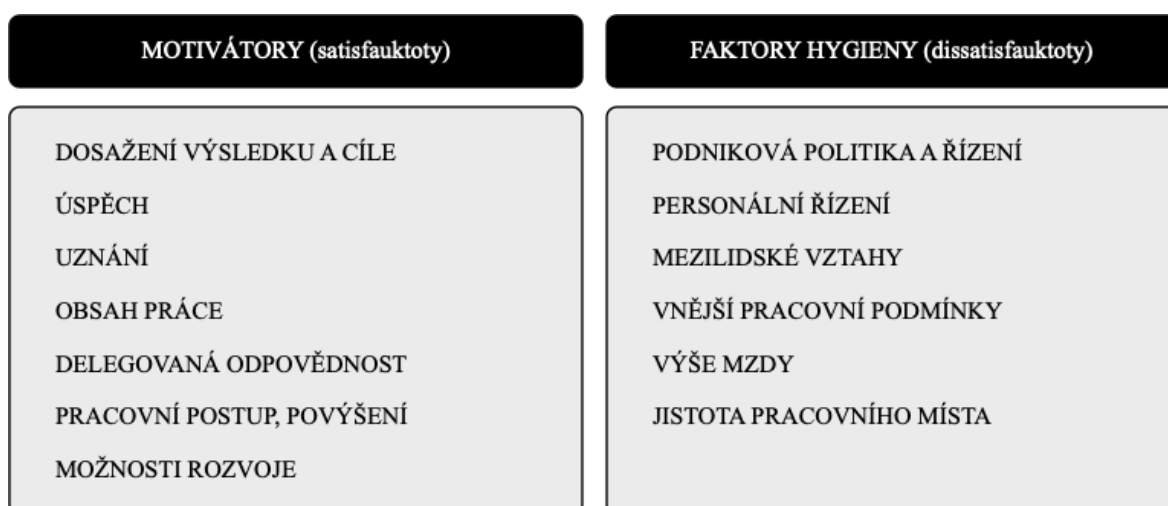 MOTIVÁTORY (satisfauktoty)
DOSAŽENÍ VÝSLEDKU A CÍLE
ÚSPĚCH
UZNÁNÍ
OBSAH PRÁCE
DELEGOVANÁ ODPOVĚDNOST
PRACOVNÍ POSTUP, POVÝŠENÍ
MOŽNOSTI ROZVOJE
FAKTORY HYGIENY (dissatisfauktoty)
PODNIKOVÁ POLITIKA A ŘÍZENÍ
PERSONÁLNÍ ŘÍZENÍ
MEZILIDSKÉ VZTAHY
VNĚJŠÍ PRACOVNÍ PODMÍNKY
VÝŠE MZDY
JISTOTA PRACOVNÍHO MÍSTA